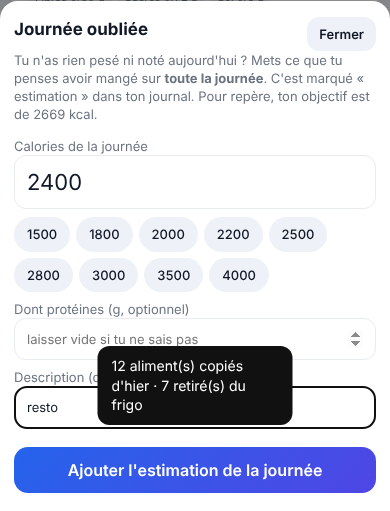 Journée oubliée
Fermer
Tu n'as rien pesé ni noté aujourd'hui ? Mets ce que tu
penses avoir mangé sur toute la journée. C'est marqué «
estimation » dans ton journal. Pour repère, ton objectif est
de 2669 kcal.
Calories de la journée
2400
1500 1800 2000 2200 2500
2800 3000 3500 4000
Dont protéines (g, optionnel)
laisser vide si tu ne sais pas
Description (
12 aliment(s) copiés
d'hier · 7 retiré(s) du
frigo
resto
Ajouter l'estimation de la journée